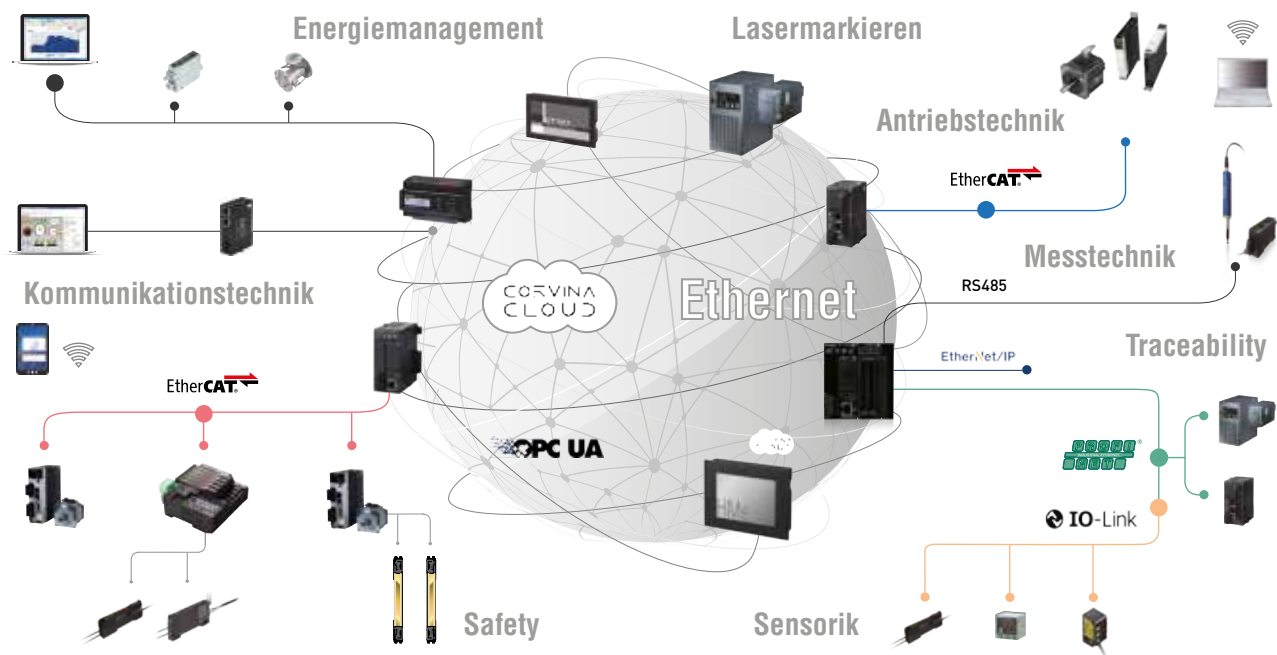 Energiemanagement
Lasermarkieren
Antriebstechnik
EtherCAT®
Messtechnik
RS485
Kommunikationstechnik
CORVINA
CLOUD
Ethernet
EtherNet/IP
Traceability
EtherCAT®
OPC UA
IO-Link
Safety
Sensorik